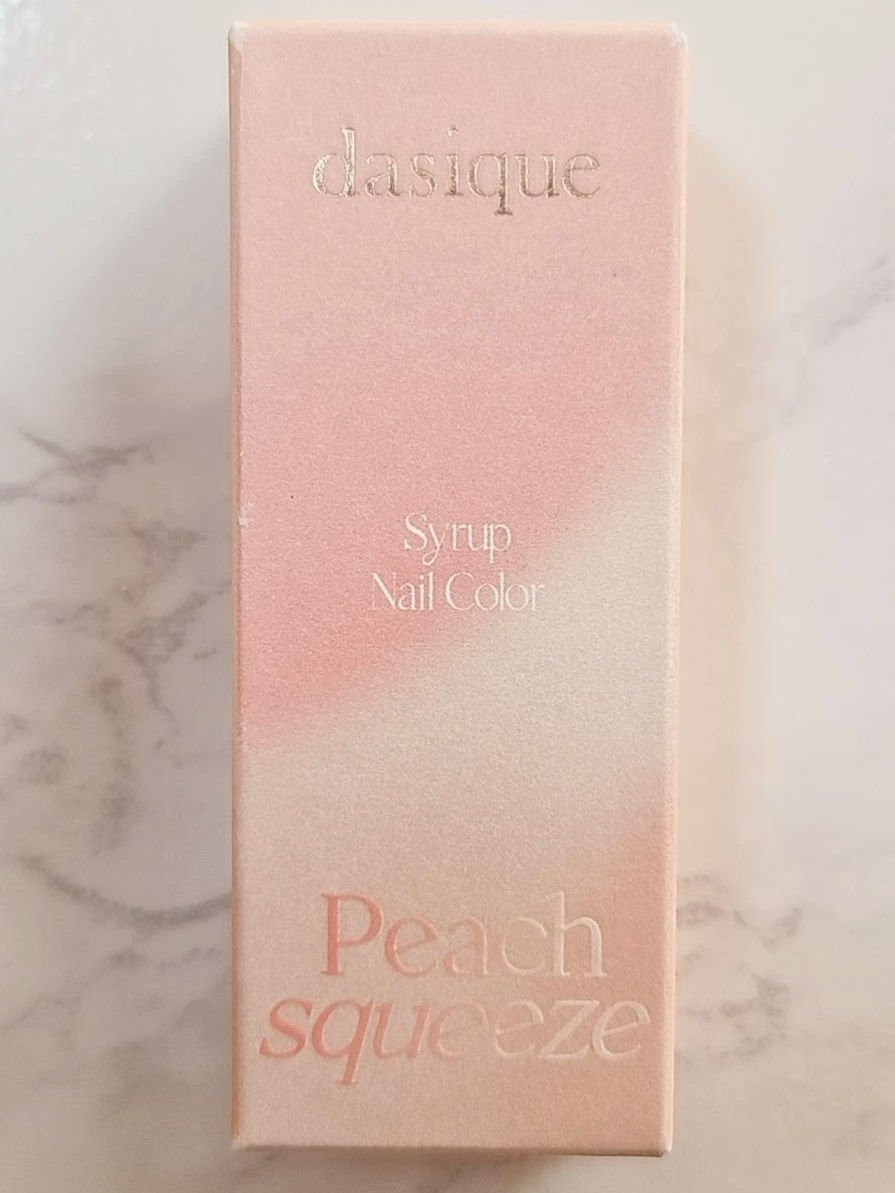 dasique
Syrup
Nail Color
Peach
squeeze